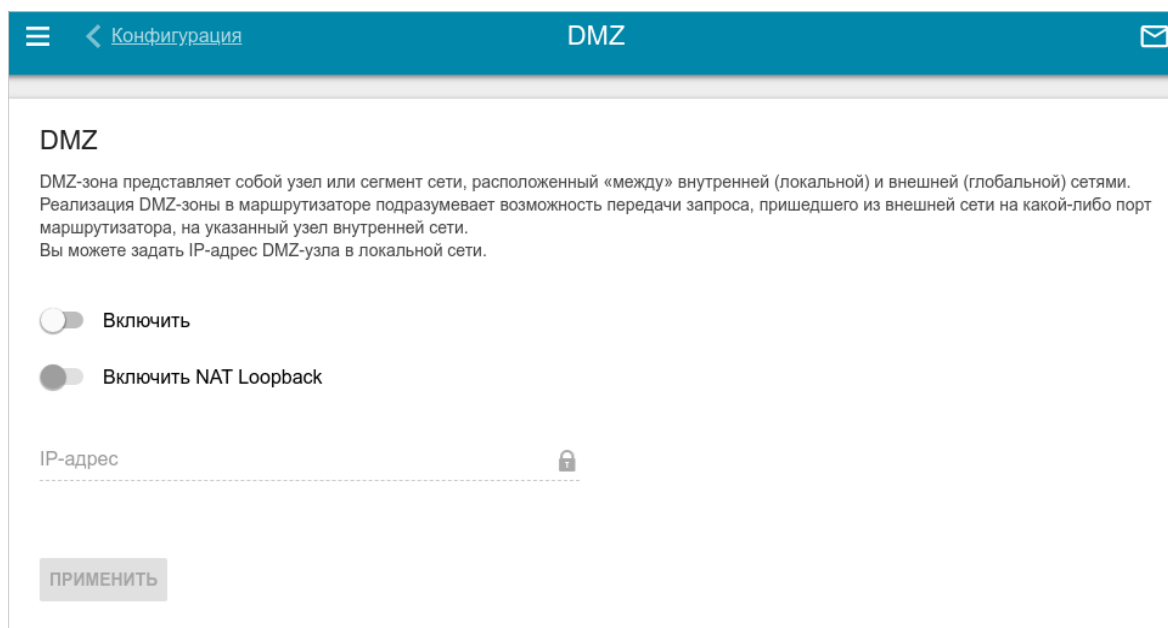 Конфигурация
DMZ
DMZ
DMZ-зона представляет собой узел или сегмент сети, расположенный «между» внутренней (локальной) и внешней (глобальной) сетями.
Реализация DMZ-зоны в маршрутизаторе подразумевает возможность передачи запроса, пришедшего из внешней сети на какой-либо порт
маршрутизатора, на указанный узел внутренней сети.
Вы можете задать IP-адрес DMZ-узла в локальной сети.
Включить
Включить NAT Loopback
IP-адрес
ПРИМЕНИТЬ